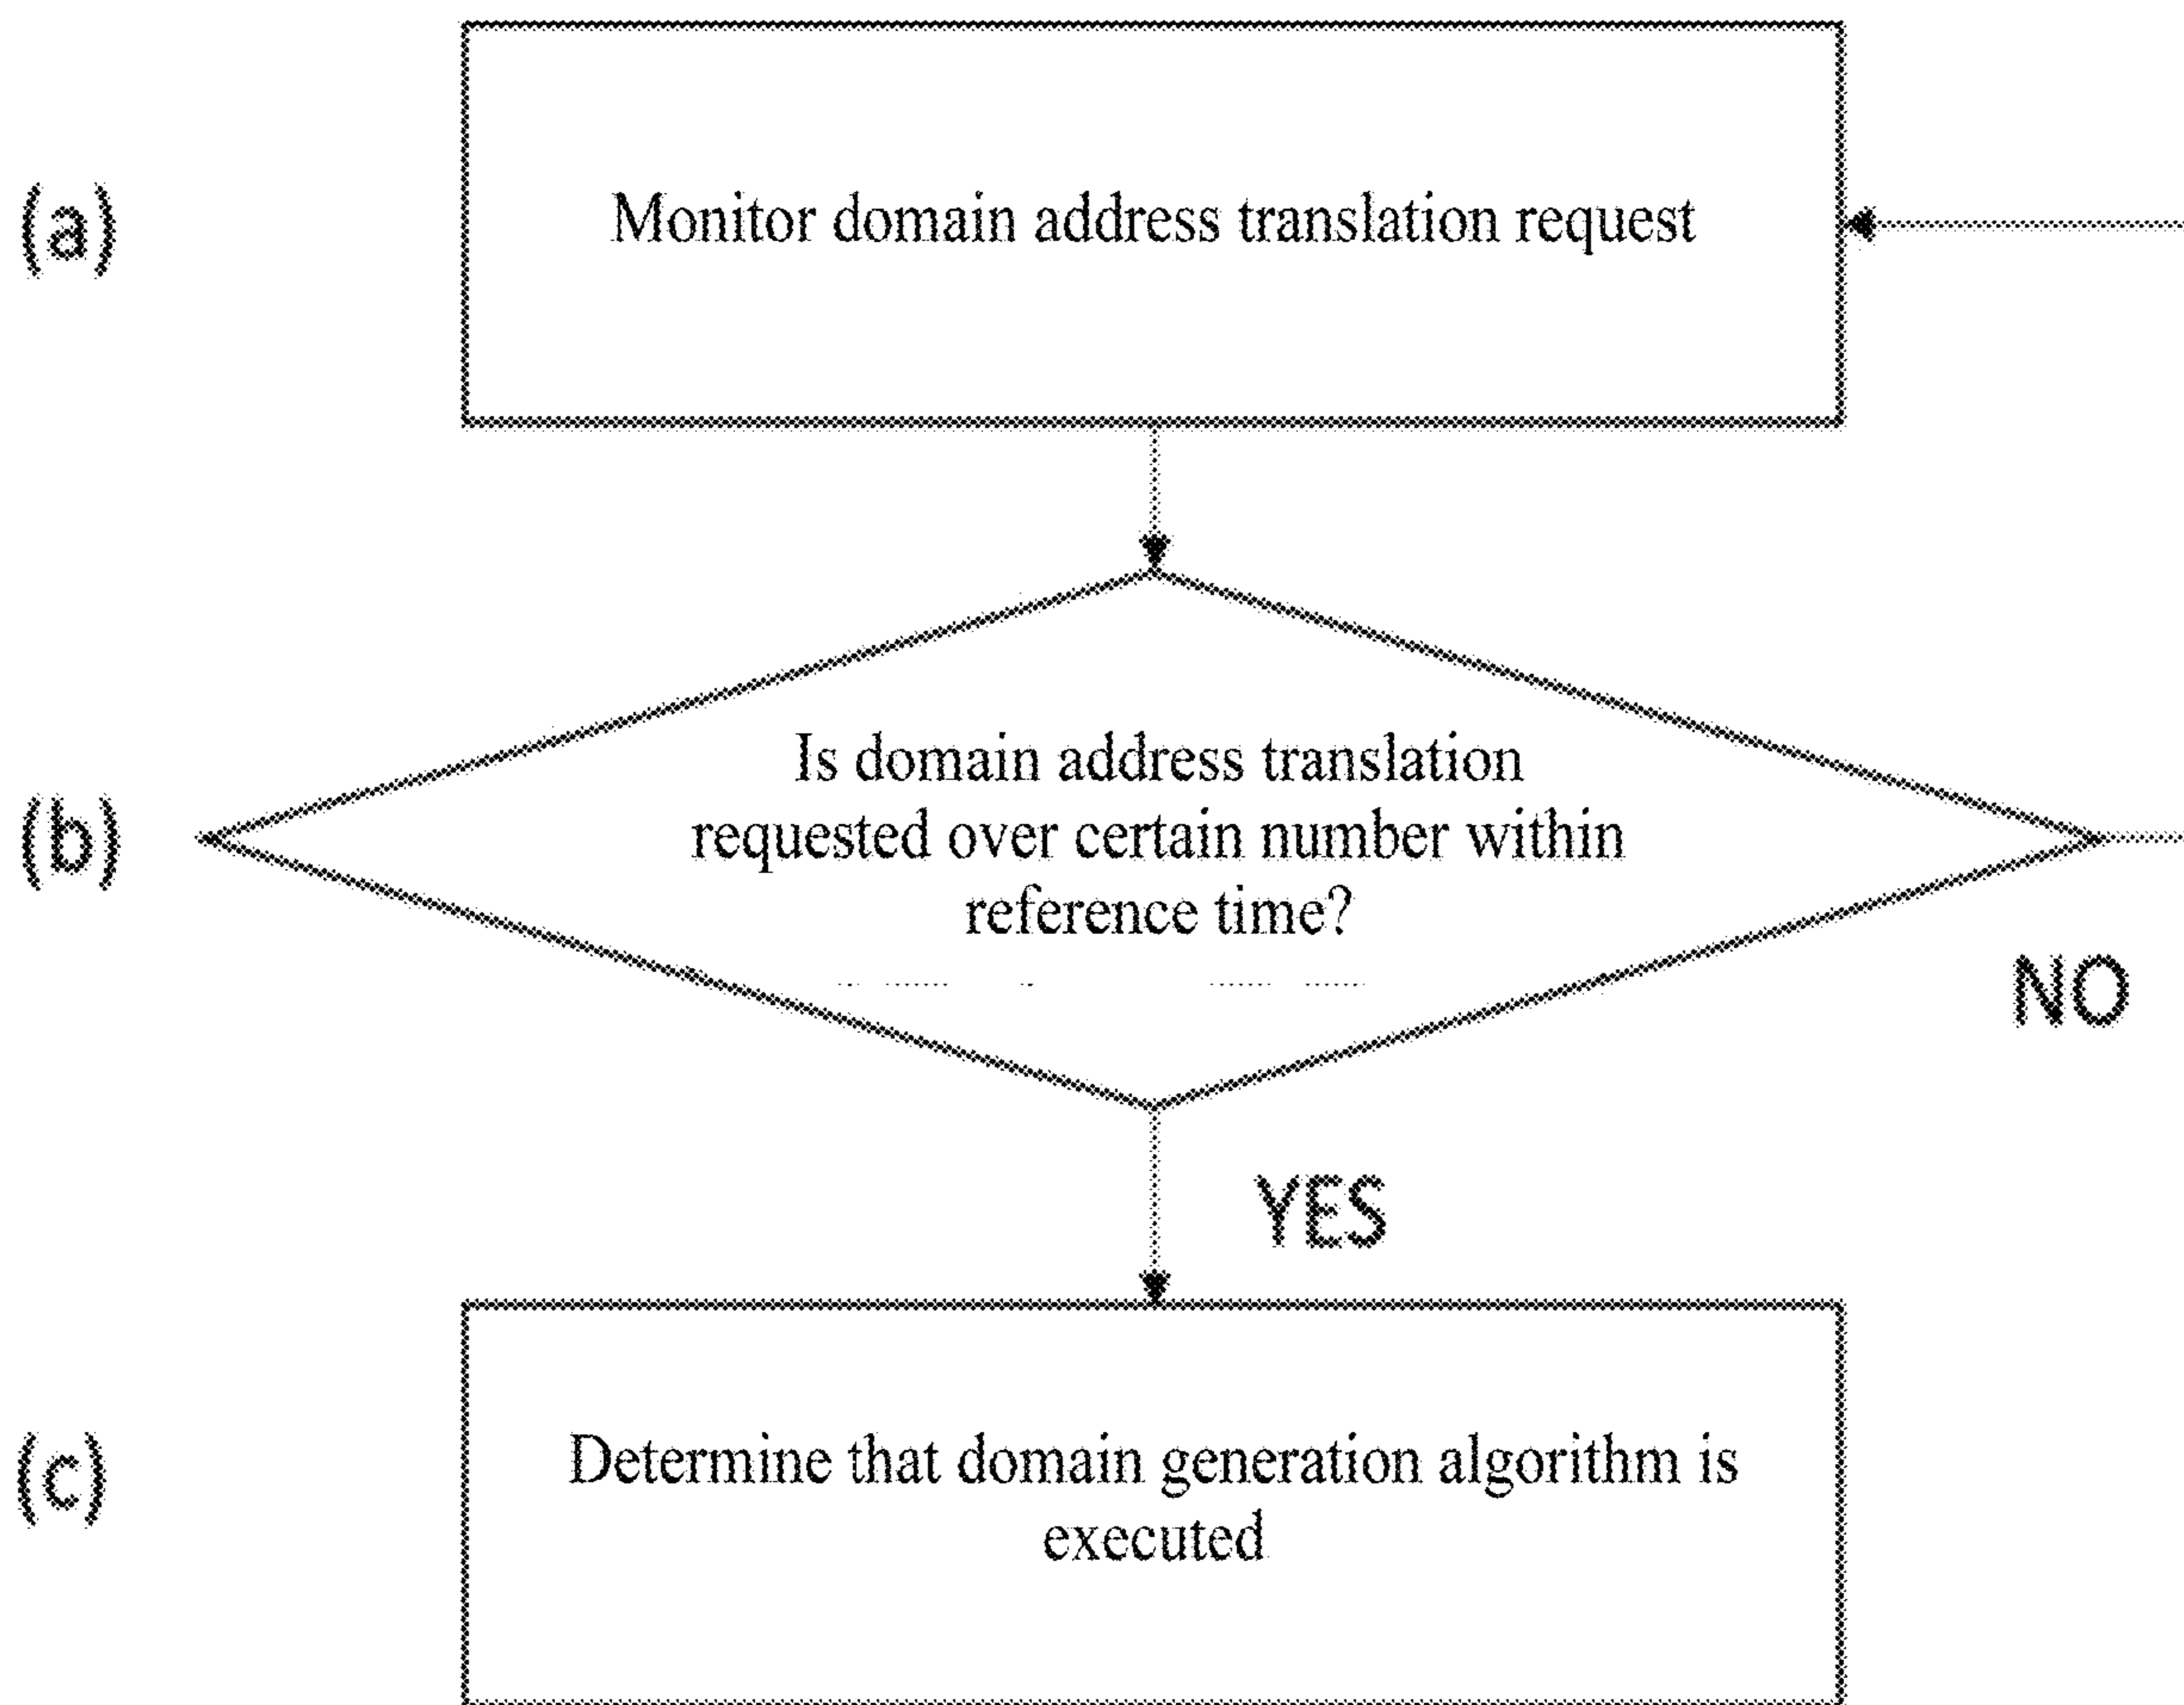 (a)
Monitor domain address translation request
(b)
Is domain address translation
requested over certain number within
reference time?
NO
YES
(c)
Determine that domain generation algorithm is
executed